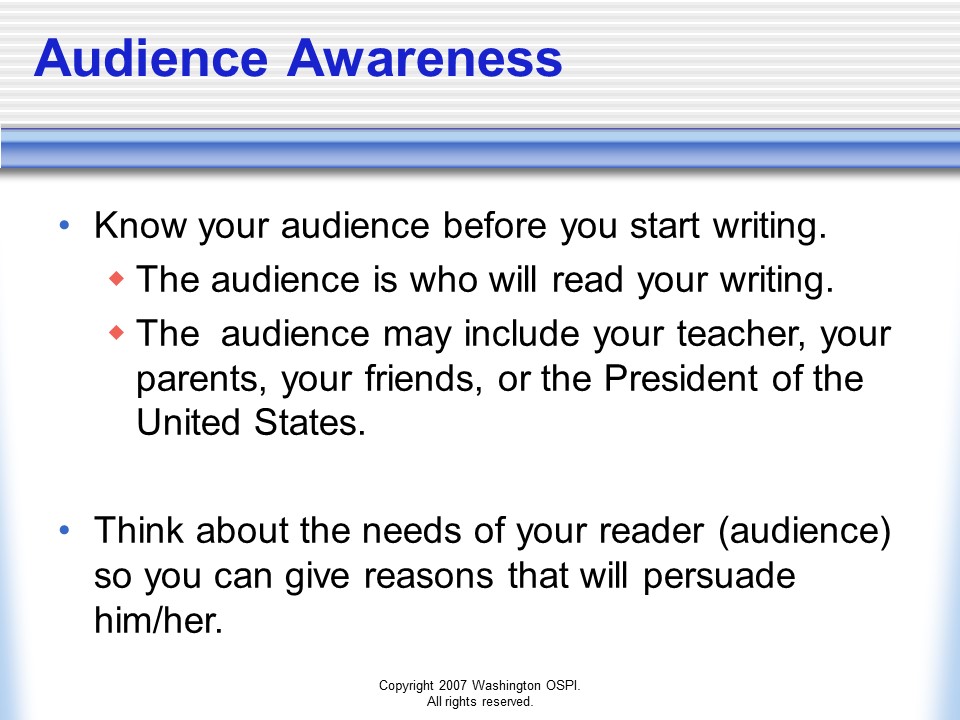 Audience Awareness
• Know your audience before you start writing.
◆ The audience is who will read your writing.
◆ The  audience may include your teacher, your
parents, your friends, or the President of the
United States.
• Think about the needs of your reader (audience)
so you can give reasons that will persuade
him/her.
Copyright 2007 Washington OSPI.
All rights reserved.